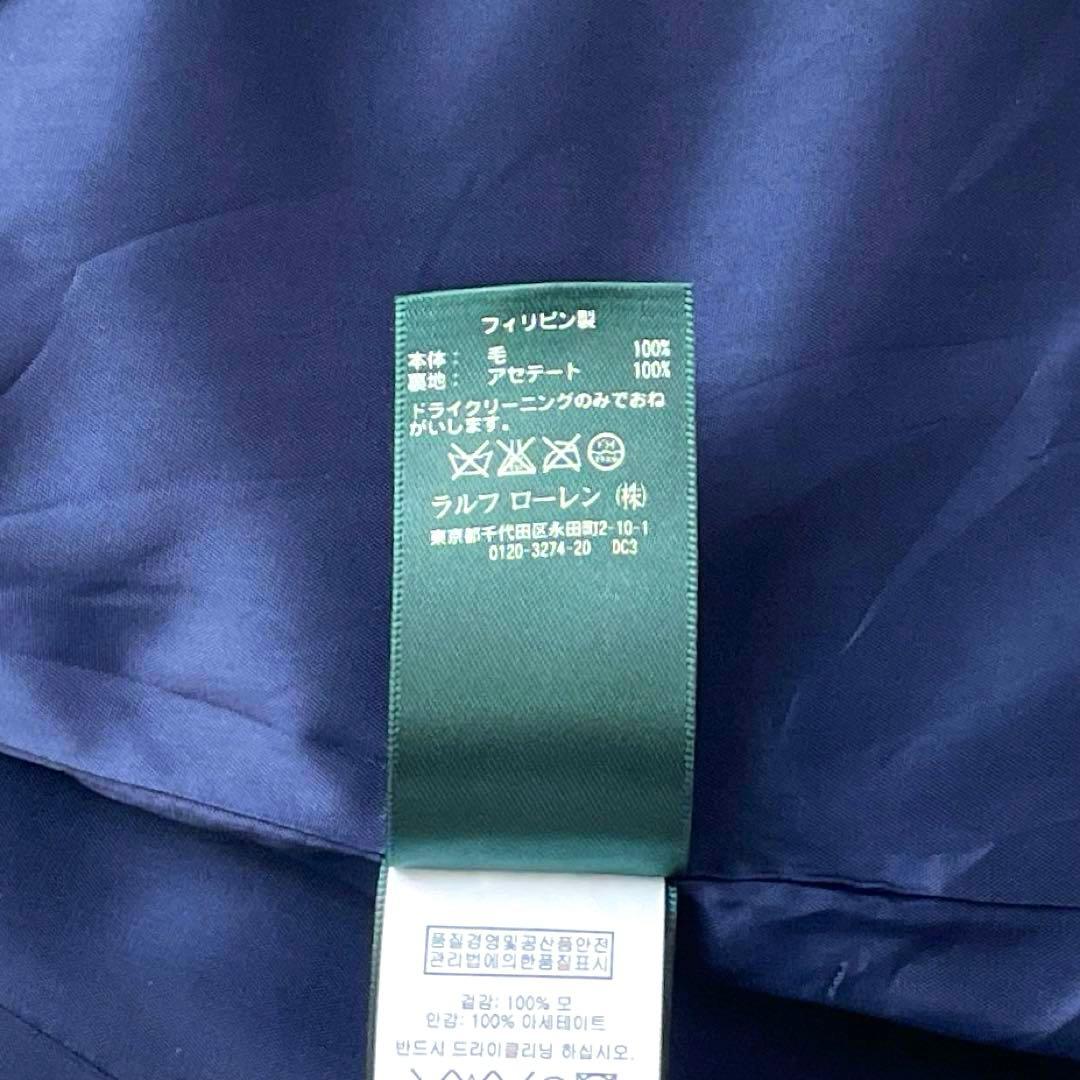 フィリピン製
本体： 毛 100%
裏地： アセテート 100%
ドライクリーニングのみでおね
がいします。
ラルフ ローレン (株)
東京都千代田区永田町2-10-1
0120-3274-20 DC3
품질경영및공산품안전
관리법에의한품질표시
겉감: 100% 모
안감: 100% 아세테이트
반드시 드라이클리닝 하십시오.